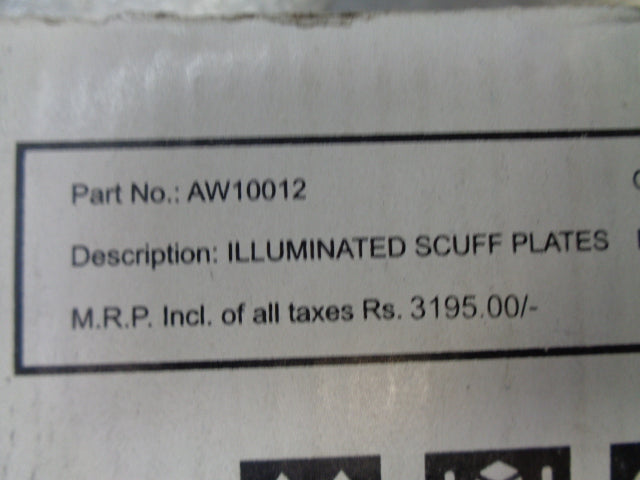 Part No.: AW10012
Description: ILLUMINATED SCUFF PLATES
M.R.P. Incl. of all taxes Rs. 3195.00/-